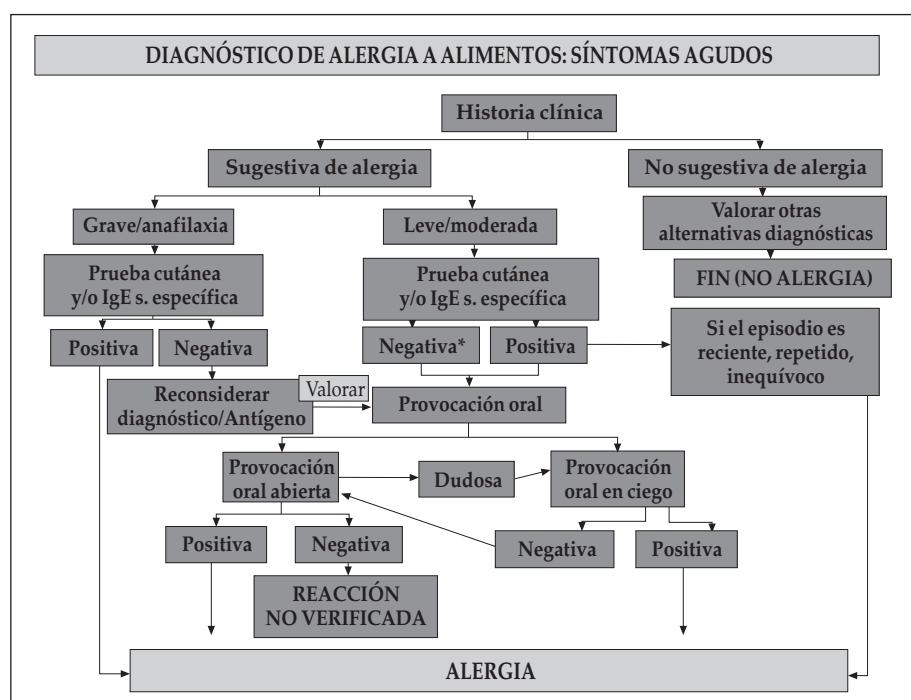 DIAGNÓSTICO DE ALERGIA A ALIMENTOS: SÍNTOMAS AGUDOS
Historia clínica
Sugestiva de alergia
No sugestiva de alergia
Grave/anafilaxia
Leve/moderada
Valorar otras
alternativas diagnósticas
Prueba cutánea
y/o IgE s. específica
Prueba cutánea
y/o IgE s. específica
FIN (NO ALERGIA)
Positiva
Negativa
Negativa*
Positiva
Si el episodio es
reciente, repetido,
inequívoco
Reconsiderar
diagnóstico/Antígeno
Valorar
Provocación oral
Provocación
oral abierta
Dudosa
Provocación
oral en ciego
Positiva
Negativa
Negativa
Positiva
REACCIÓN
NO VERIFICADA
ALERGIA